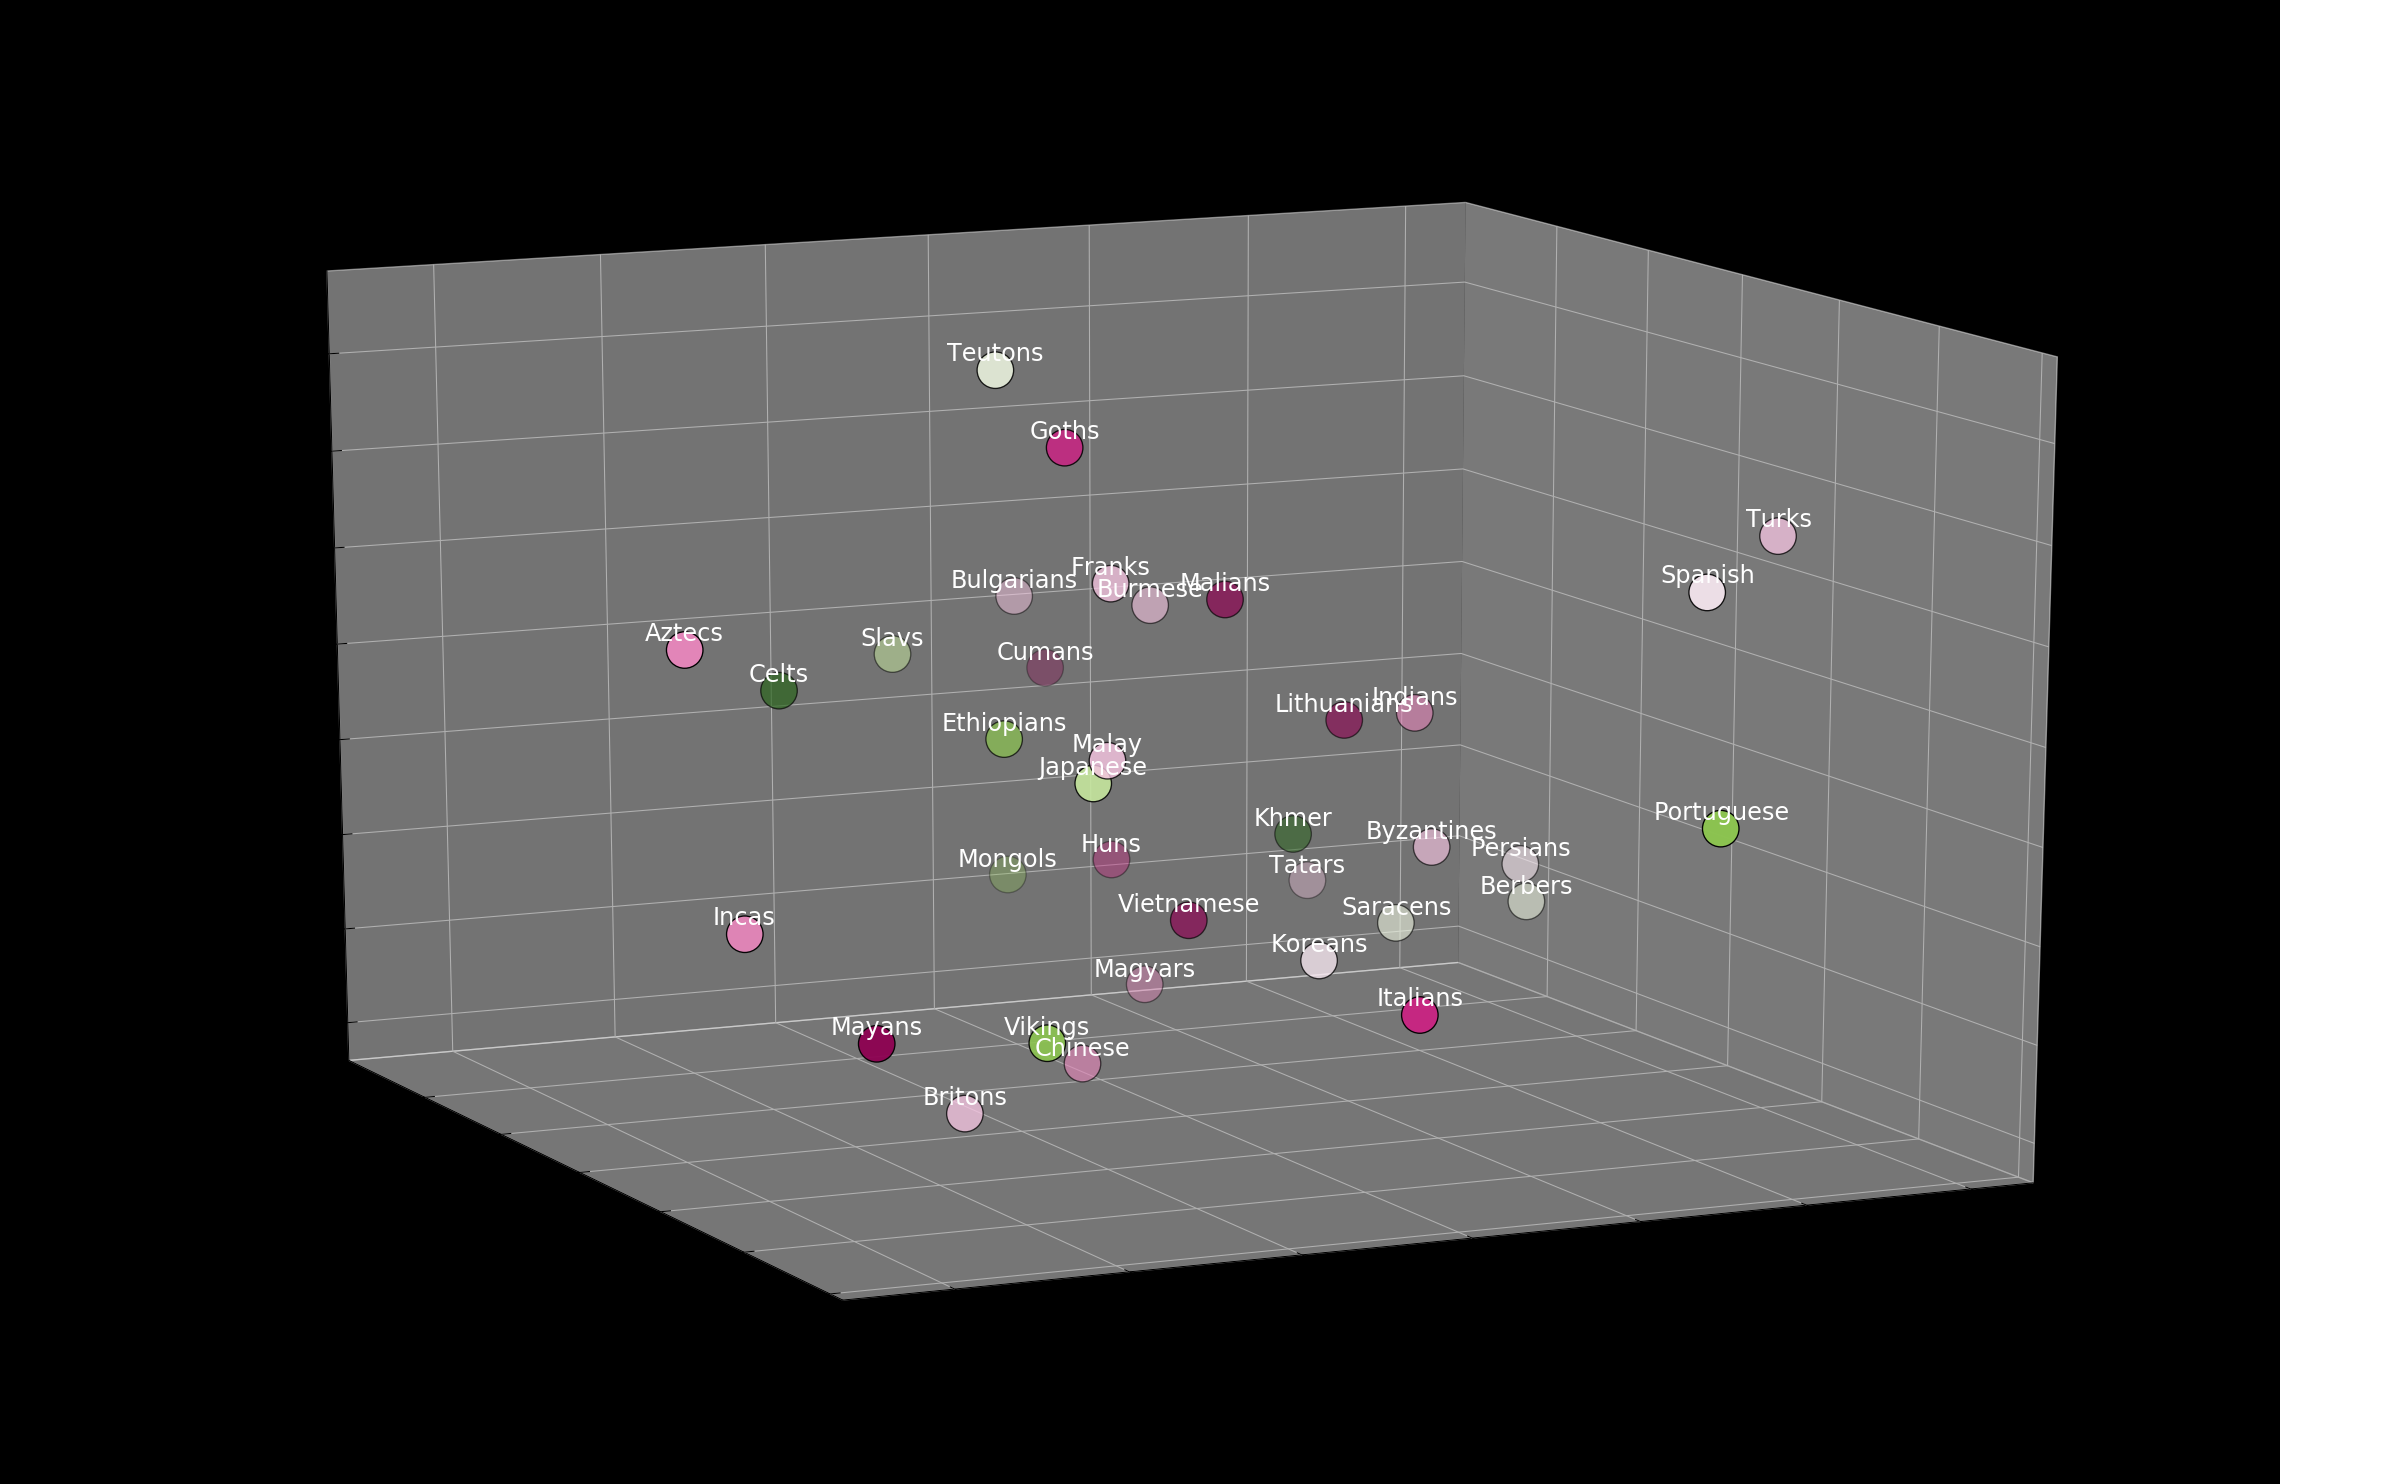 Teutons
Goths
Turks
Franks
Spanish
Bulgarians
Malians
Burmese
Aztecs
Slavs
Cumans
Celts
Indians
Lithuanians
Ethiopians
Malay
Japanese
Portuguese
Khmer
Byzantines
Huns
Persians
Mongols
Tatars
Berbers
Vietnamese
Saracens
Incas
Koreans
Magyars
Italians
Mayans
Vikings
Chinese
Britons